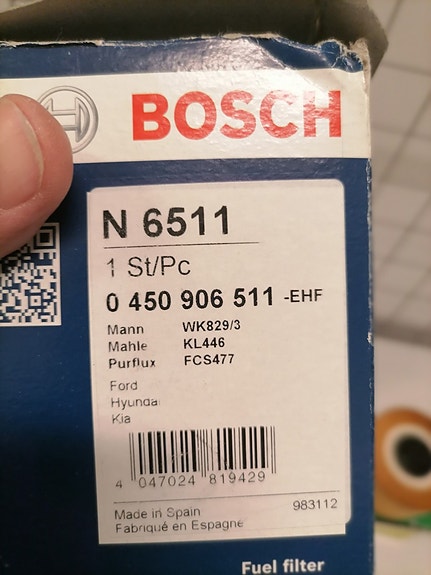 BOSCH
N 6511
1 St/Pc
0 450 906 511 -EHF
Mann WK829/3
Mahle KL446
Purflux FCS477
Ford
Hyundai
Kia
4 047024 819429
Made in Spain 983112
Fabriqué en Espagne
Fuel filter